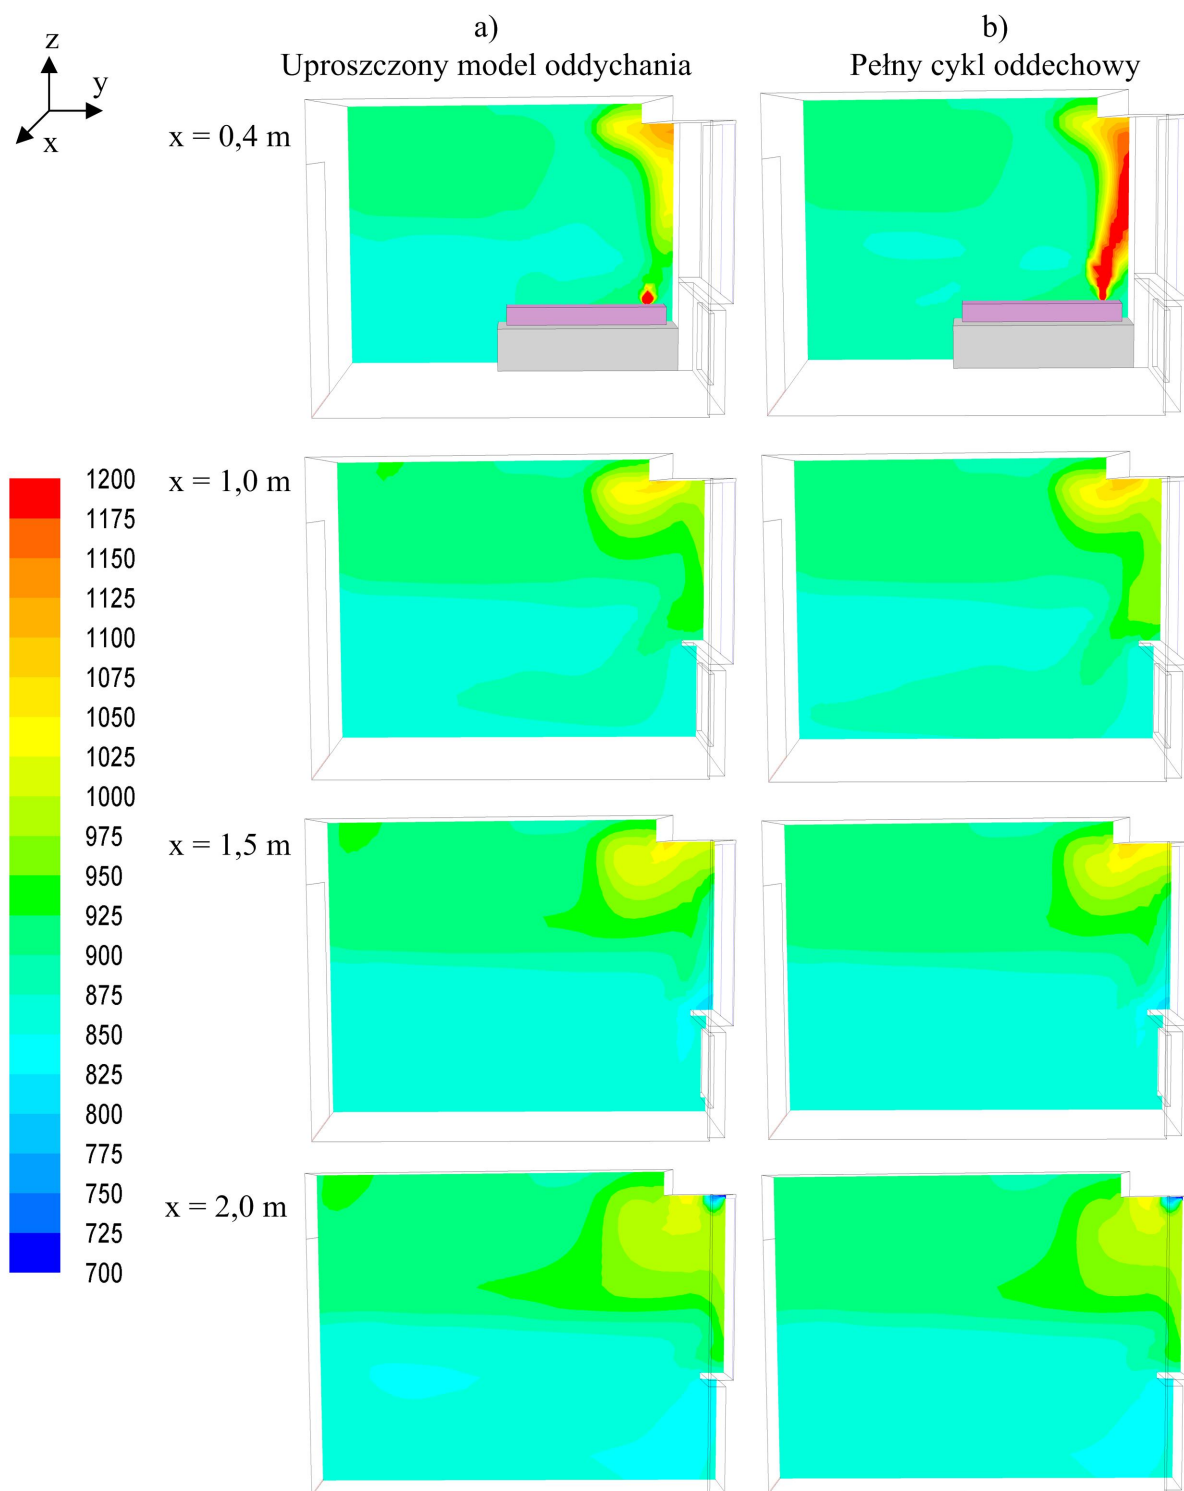 a)
b)
Uproszczony model oddychania
Pełny cykl oddechowy
z
y
x
x = 0,4 m
x = 1,0 m
1200
1175
1150
1125
1100
1075
1050
1025
1000
975
950
925
900
875
850
825
800
775
750
725
700
x = 1,5 m
x = 2,0 m